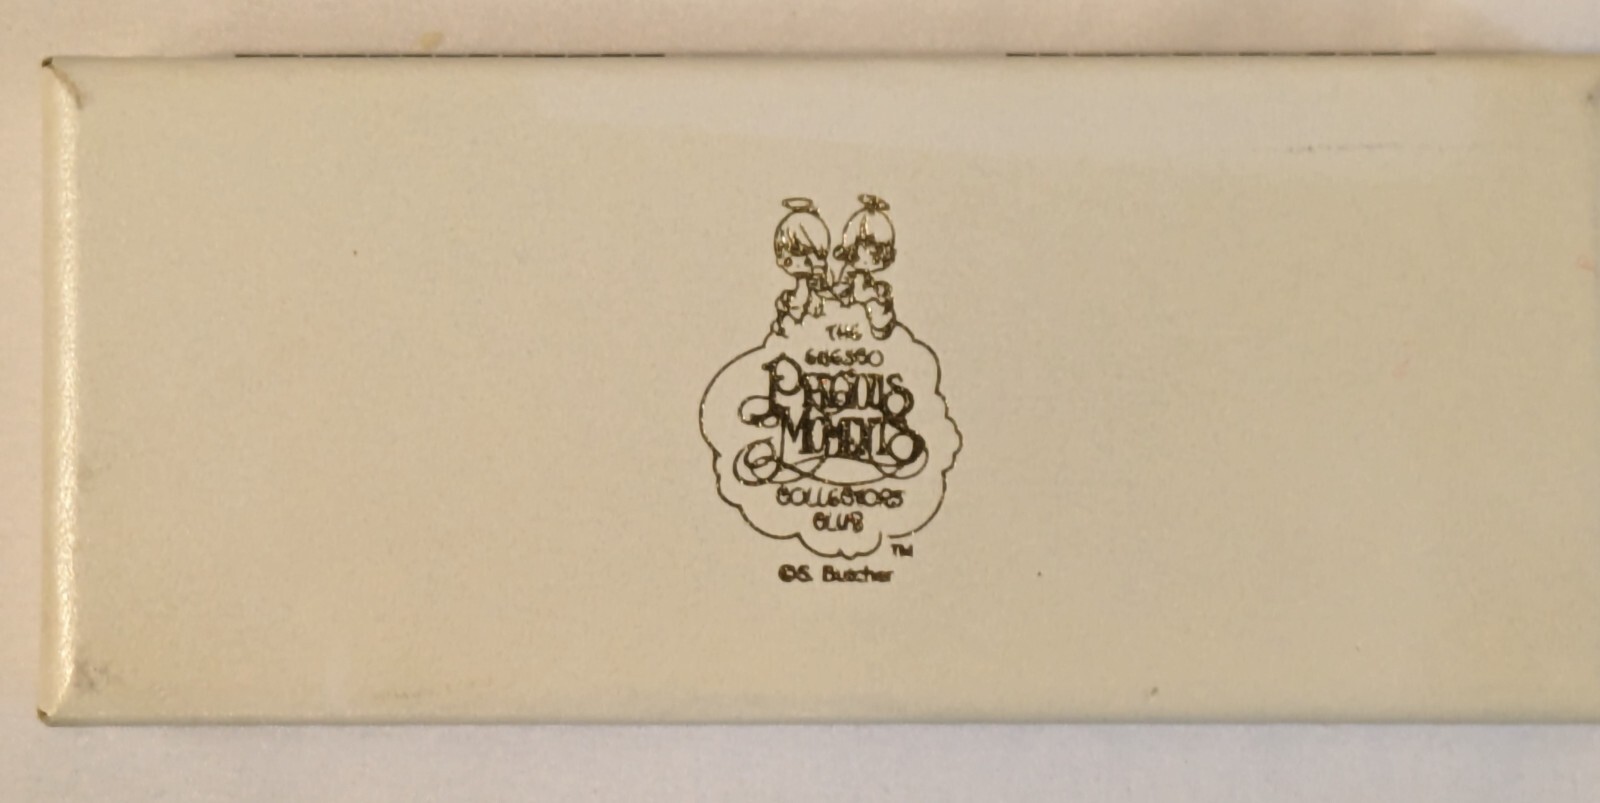 THE
ENESCO
PRECIOUS
MOMENTS
COLLECTORS
CLUB
TM
©S. Butcher